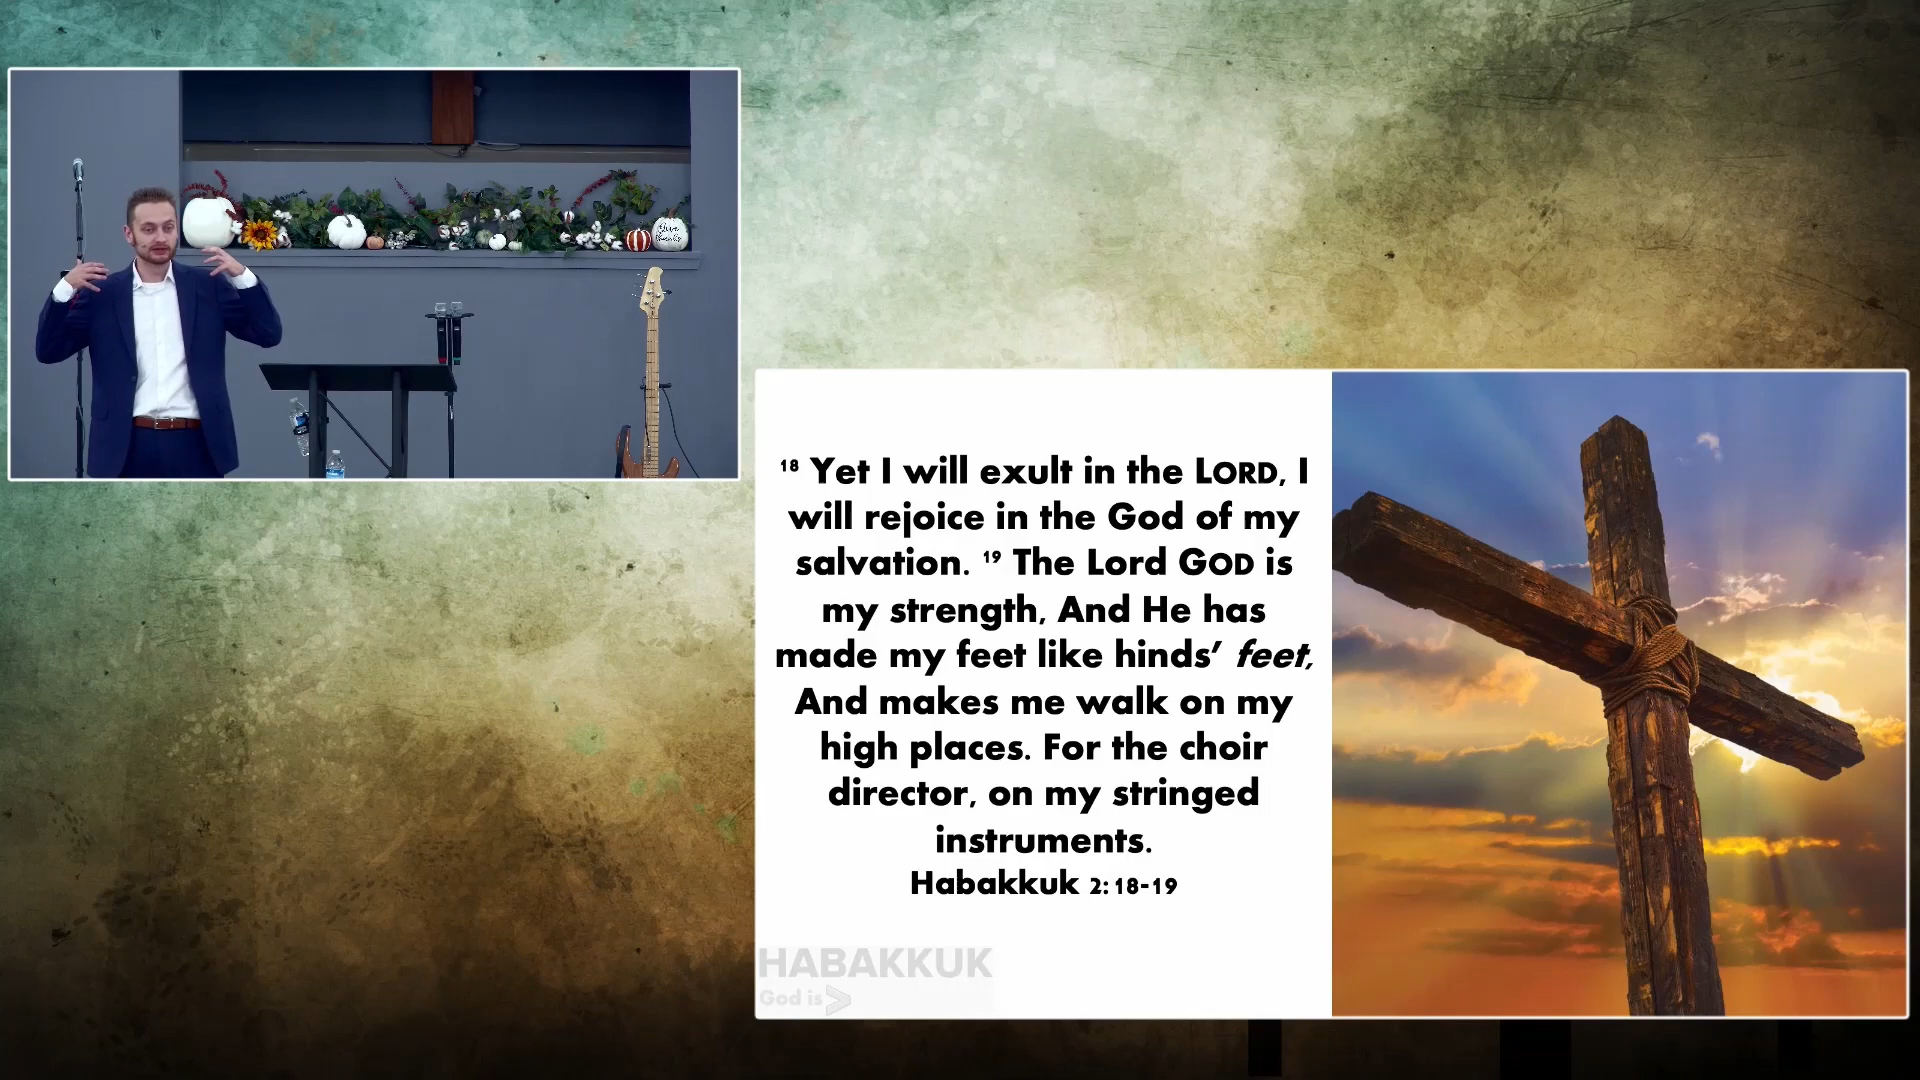 Give
thanks
¹⁸ Yet I will exult in the LORD, I
will rejoice in the God of my
salvation. ¹⁹ The Lord GOD is
my strength, And He has
made my feet like hinds’ feet,
And makes me walk on my
high places. For the choir
director, on my stringed
instruments.
Habakkuk 2:18-19
HABAKKUK
God is >